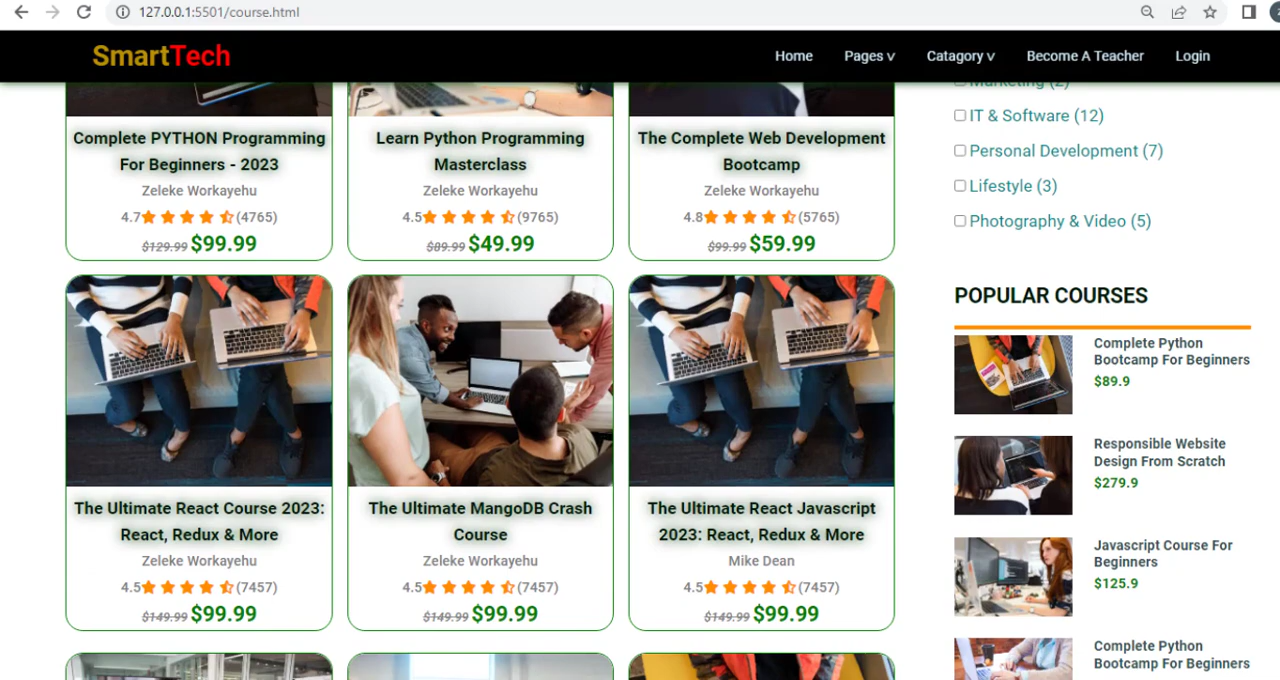 127.0.0.1:5501/course.html
SmartTech
Home Pages v Catagory v Become A Teacher Login
Marketing (2)
IT & Software (12)
Personal Development (7)
Lifestyle (3)
Photography & Video (5)
Complete PYTHON Programming
For Beginners - 2023
Zeleke Workayehu
4.7 (4765)
$129.99 $99.99
Learn Python Programming
Masterclass
Zeleke Workayehu
4.5 (9765)
$89.99 $49.99
The Complete Web Development
Bootcamp
Zeleke Workayehu
4.8 (5765)
$99.99 $59.99
The Ultimate React Course 2023:
React, Redux & More
Zeleke Workayehu
4.5 (7457)
$149.99 $99.99
The Ultimate MangoDB Crash
Course
Zeleke Workayehu
4.5 (7457)
$149.99 $99.99
The Ultimate React Javascript
2023: React, Redux & More
Mike Dean
4.5 (7457)
$149.99 $99.99
POPULAR COURSES
Complete Python
Bootcamp For Beginners
$89.9
Responsible Website
Design From Scratch
$279.9
Javascript Course For
Beginners
$125.9
Complete Python
Bootcamp For Beginners